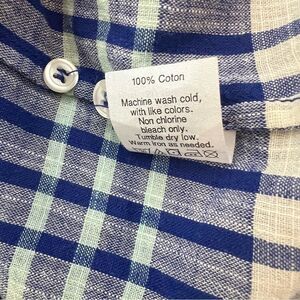 100% Coton
Machine wash cold,
with like colors.
Non chlorine
bleach only.
Tumble dry low.
Warm iron as needed.